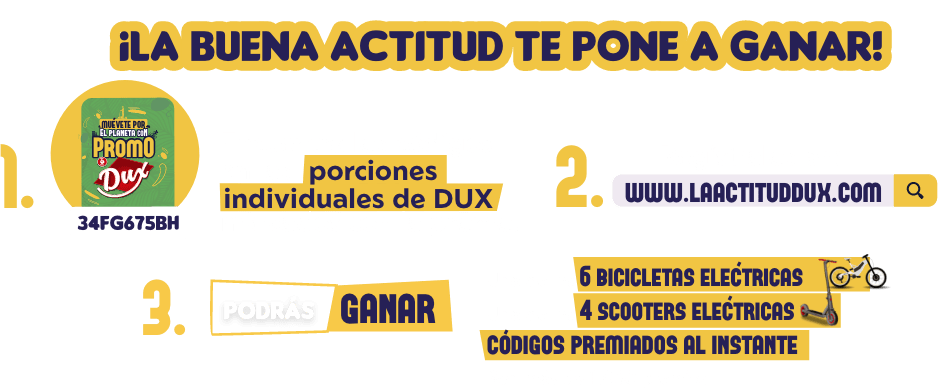 ¡LA BUENA ACTITUD TE PONE A GANAR!
1.
MUÉVETE POR
EL PLANETA CON
PROMO
Dux
34FG675BH
porciones
individuales de DUX
2.
WWW.LAACTITUDDUX.COM
3.
PODRÁS GANAR
6 BICICLETAS ELÉCTRICAS
4 SCOOTERS ELÉCTRICAS
CÓDIGOS PREMIADOS AL INSTANTE